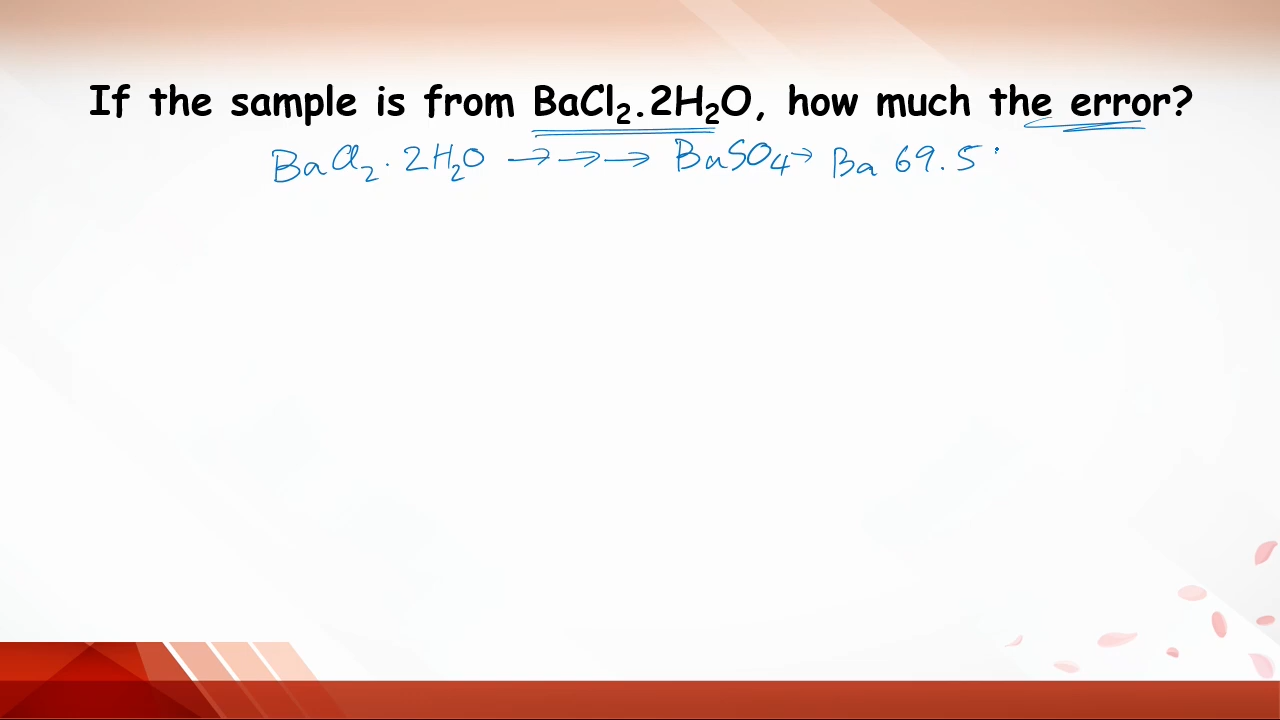 If the sample is from BaCl₂.2H₂O, how much the error?
BaCl₂·2H₂O →→→ BaSO₄→ Ba 69.5